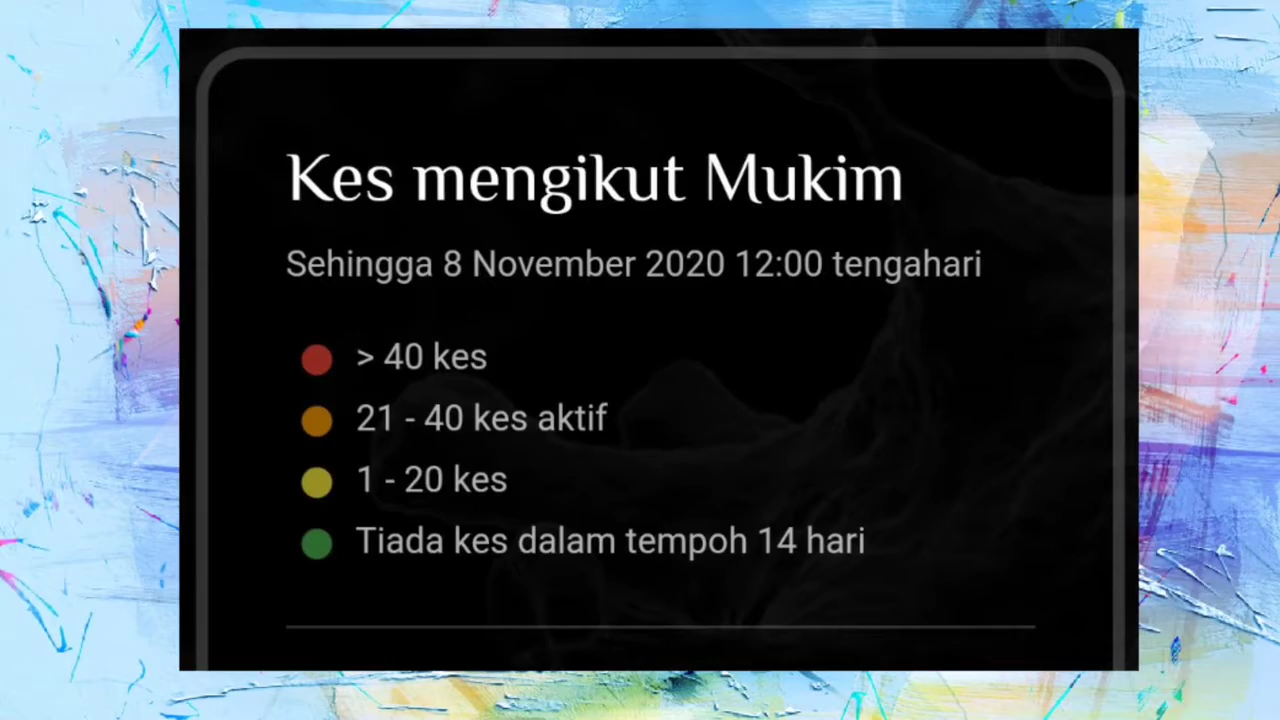 Kes mengikut Mukim
Sehingga 8 November 2020 12:00 tengahari
> 40 kes
21 - 40 kes aktif
1 - 20 kes
Tiada kes dalam tempoh 14 hari